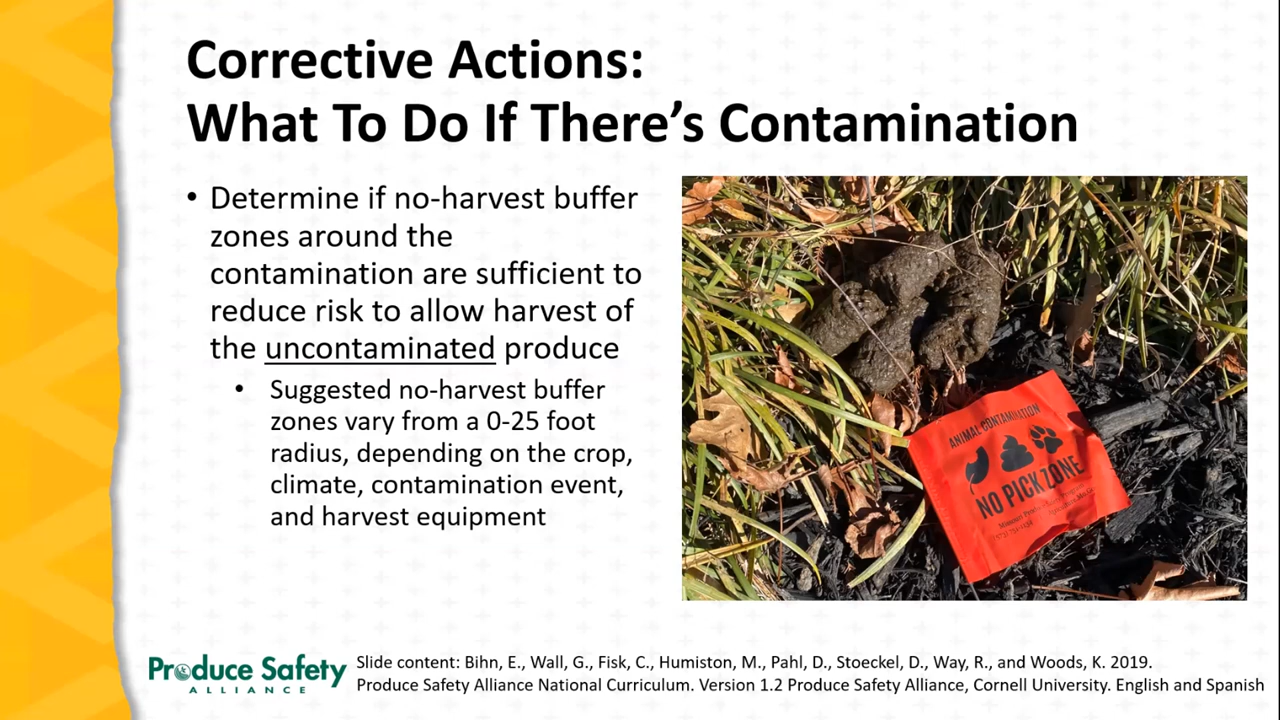 Corrective Actions:
What To Do If There's Contamination
• Determine if no-harvest buffer
zones around the
contamination are sufficient to
reduce risk to allow harvest of
the uncontaminated produce
• Suggested no-harvest buffer
zones vary from a 0-25 foot
radius, depending on the crop,
climate, contamination event,
and harvest equipment
ANIMAL CONTAMINATION
NO PICK ZONE
Missouri
Produce Safety
ALLIANCE
Slide content: Bihn, E., Wall, G., Fisk, C., Humiston, M., Pahl, D., Stoeckel, D., Way, R., and Woods, K. 2019.
Produce Safety Alliance National Curriculum. Version 1.2 Produce Safety Alliance, Cornell University. English and Spanish